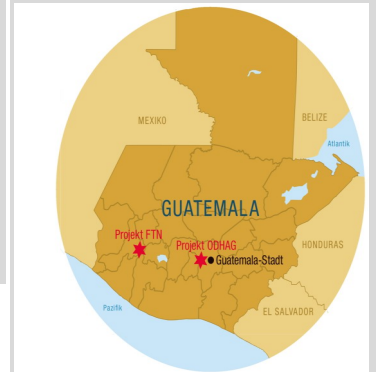 MEXIKO
BELIZE
Atlantik
GUATEMALA
Projekt FTN
Projekt ODHAG
HONDURAS
Guatemala-Stadt
Pazifik
EL SALVADOR